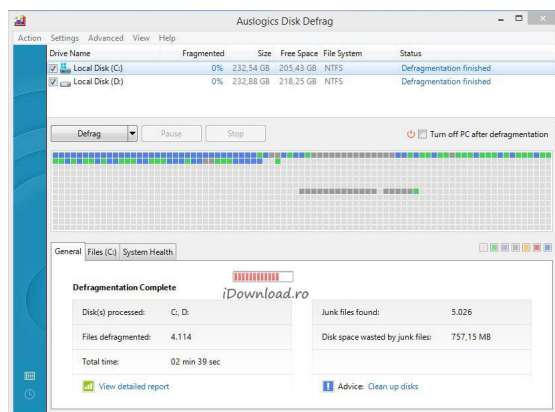 Auslogics Disk Defrag
Action Settings Advanced View Help
Drive Name Fragmented Size Free Space File System Status
Local Disk (C:) 0% 232,54 GB 205,43 GB NTFS Defragmentation finished
Local Disk (D:) 0% 232,88 GB 218,25 GB NTFS Defragmentation finished
Defrag Pause Stop Turn off PC after defragmentation
General Files (C:) System Health
Defragmentation Complete
iDownload.ro
Disk(s) processed: C:, D: Junk files found: 5.026
Files defragmented: 4.114 Disk space wasted by junk files: 757,15 MB
Total time: 02 min 39 sec
View detailed report Advice: Clean up disks